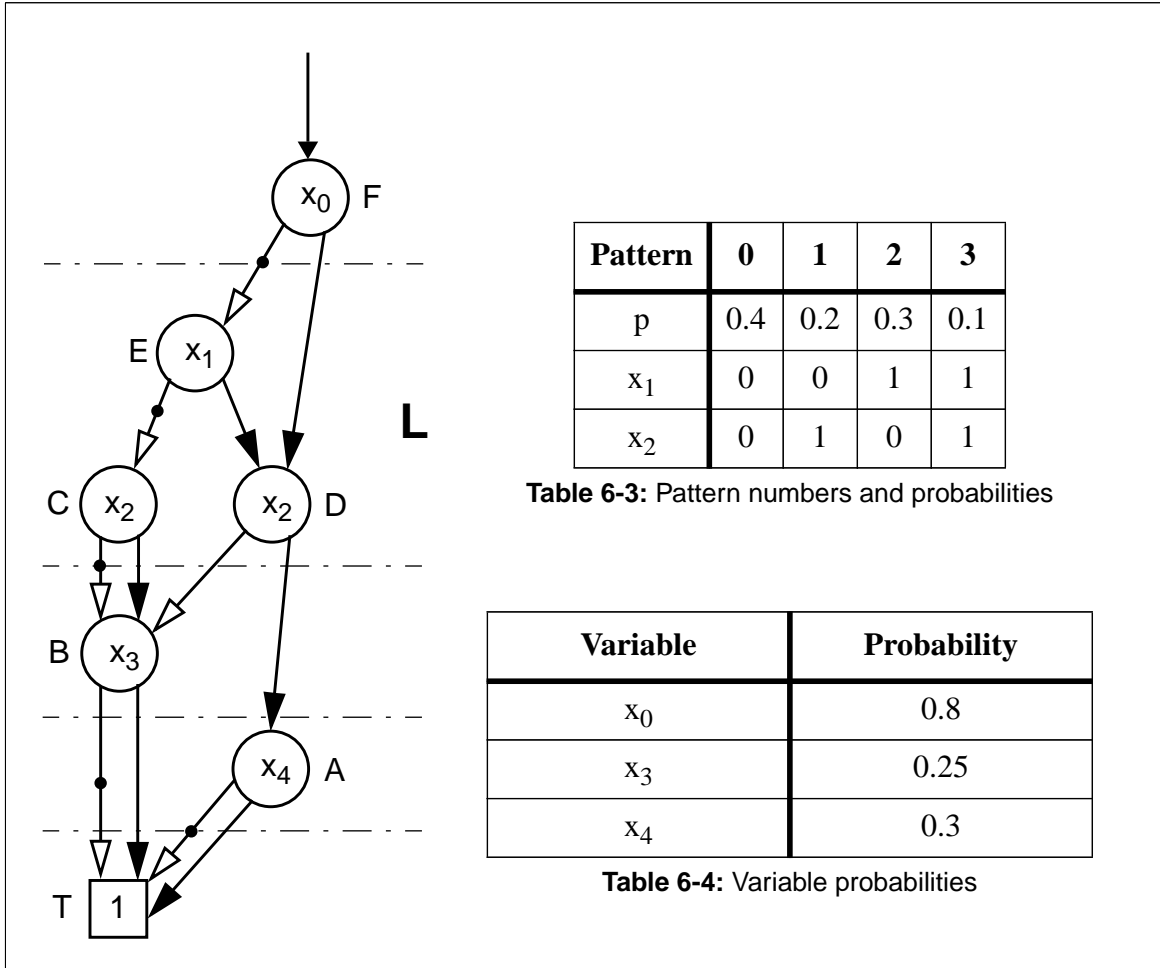 x0 F
E x1
L
C x2 x2 D
B x3
x4 A
T 1
Pattern 0 1 2 3
p 0.4 0.2 0.3 0.1
x1 0 0 1 1
x2 0 1 0 1
Table 6-3: Pattern numbers and probabilities
Variable Probability
x0 0.8
x3 0.25
x4 0.3
Table 6-4: Variable probabilities